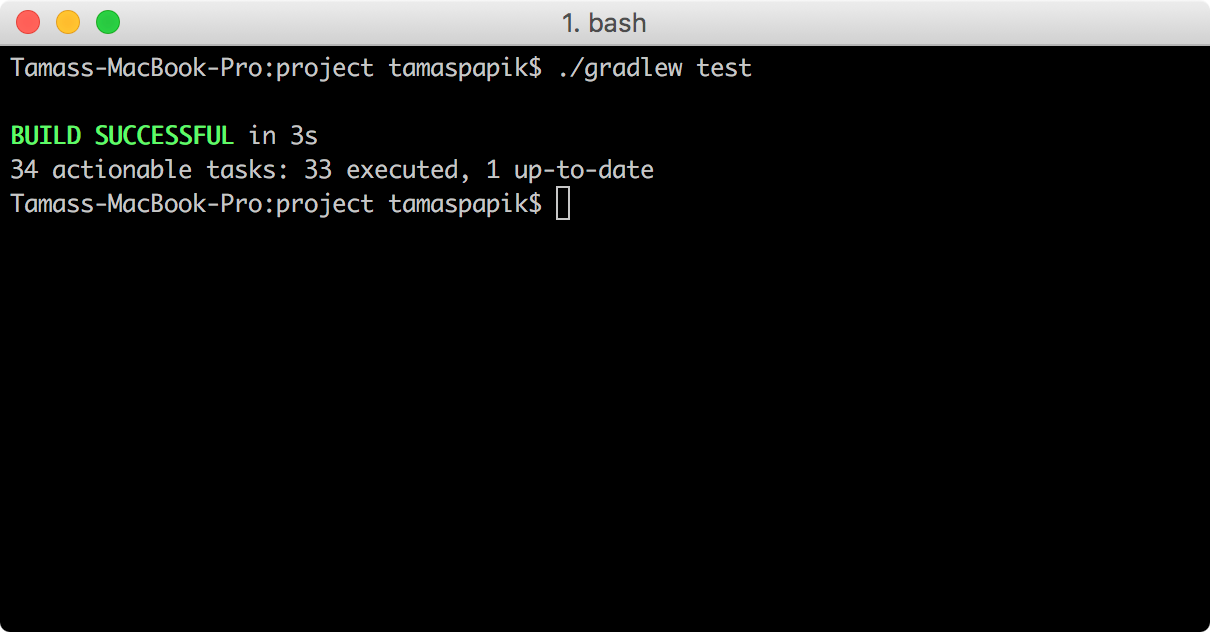 1. bash
Tamass-MacBook-Pro:project tamaspapik$ ./gradlew test
BUILD SUCCESSFUL in 3s
34 actionable tasks: 33 executed, 1 up-to-date
Tamass-MacBook-Pro:project tamaspapik$